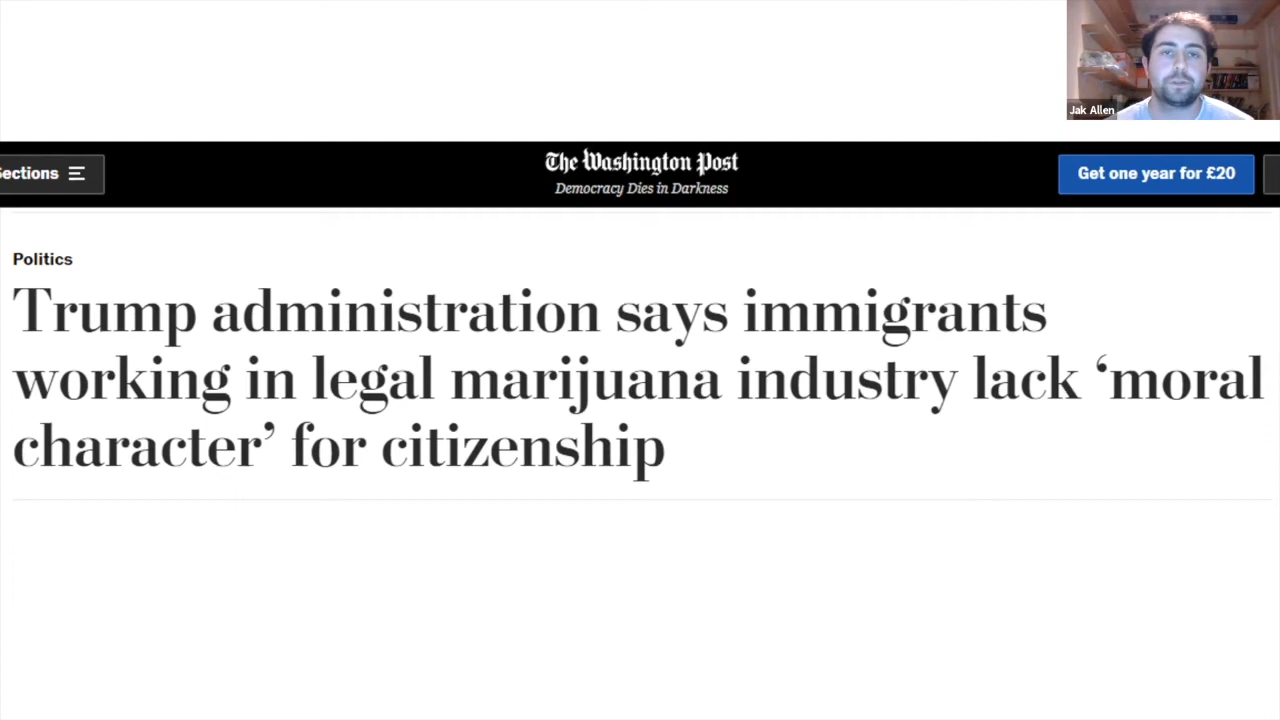 Jak Allen
Sections
The Washington Post
Democracy Dies in Darkness
Get one year for £20
Politics
Trump administration says immigrants
working in legal marijuana industry lack ‘moral
character’ for citizenship